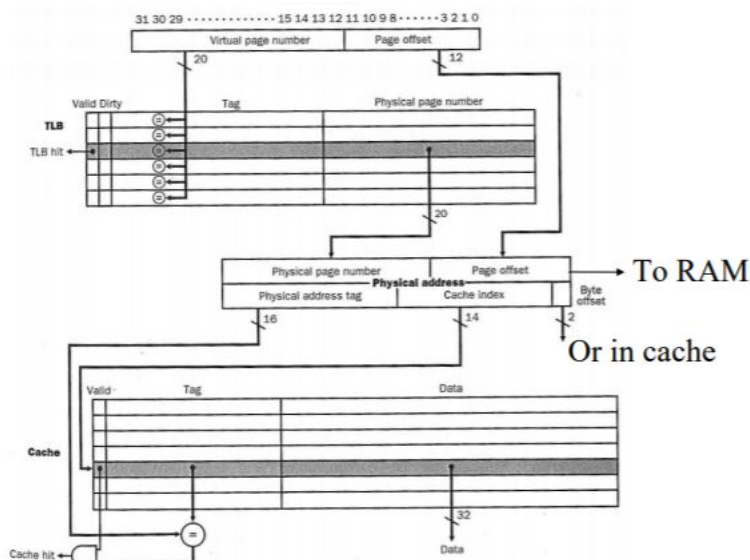 31 30 29 ············· 15 14 13 12 11 10 9 8 ······ 3 2 1 0
Virtual page number Page offset
20 12
Valid Dirty Tag Physical page number
TLB
=
=
TLB hit =
=
=
=
20
Physical page number Page offset To RAM
Physical address
Physical address tag Cache index Byte
offset
16 14 2
Or in cache
Valid Tag Data
Cache
32
=
Data
Cache hit